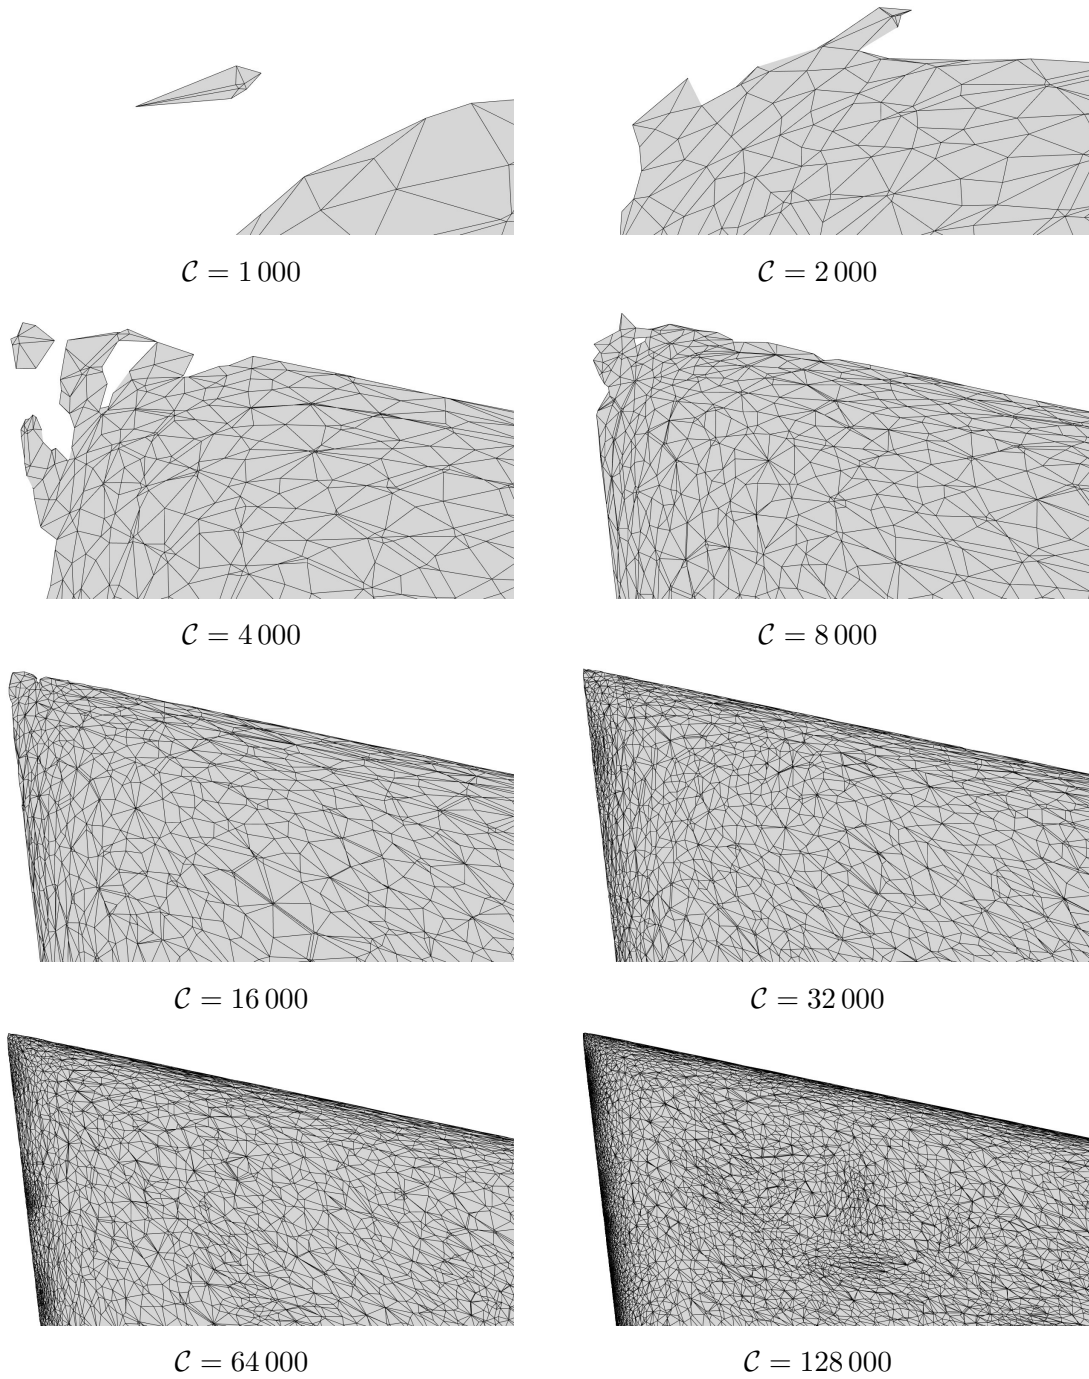 𝒞 = 1 000
𝒞 = 2 000
𝒞 = 4 000
𝒞 = 8 000
𝒞 = 16 000
𝒞 = 32 000
𝒞 = 64 000
𝒞 = 128 000